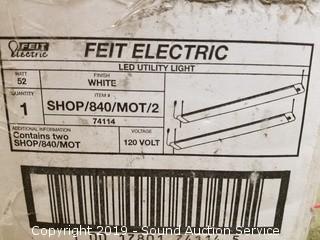 FEIT
electric
FEIT ELECTRIC
LED UTILITY LIGHT
WATT
52
FINISH
WHITE
QUANTITY
1
ITEM #
SHOP/840/MOT/2
74114
ADDITIONAL INFORMATION
Contains two
SHOP/840/MOT
VOLTAGE
120 VOLT
Copyright 2019 - Sound Auction Service